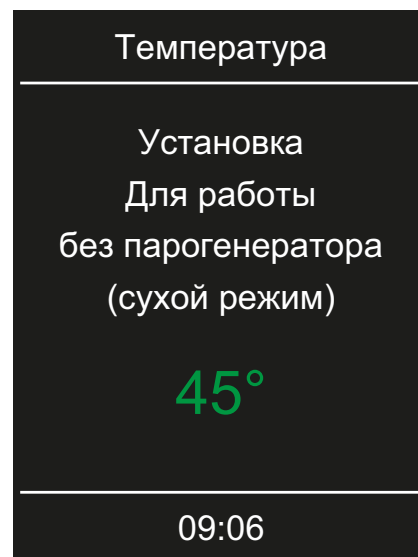 Температура
Установка
Для работы
без парогенератора
(сухой режим)
45°
09:06